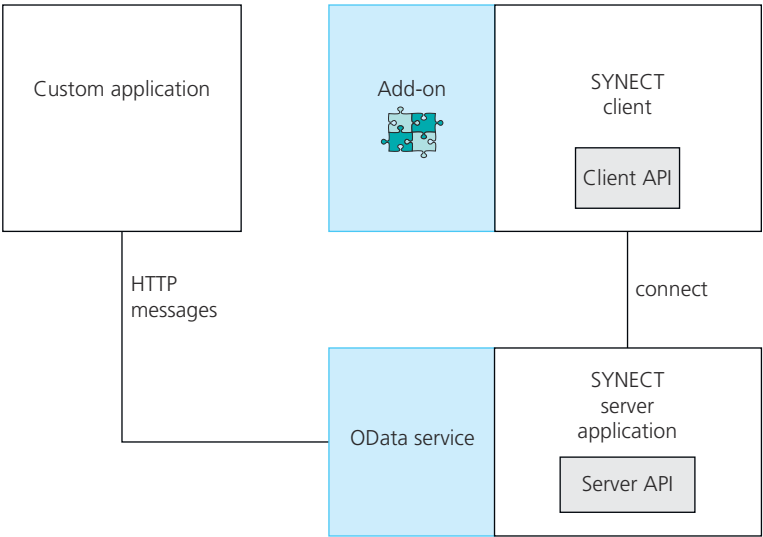 Custom application
Add-on
SYNECT
client
Client API
HTTP
messages
connect
OData service
SYNECT
server
application
Server API